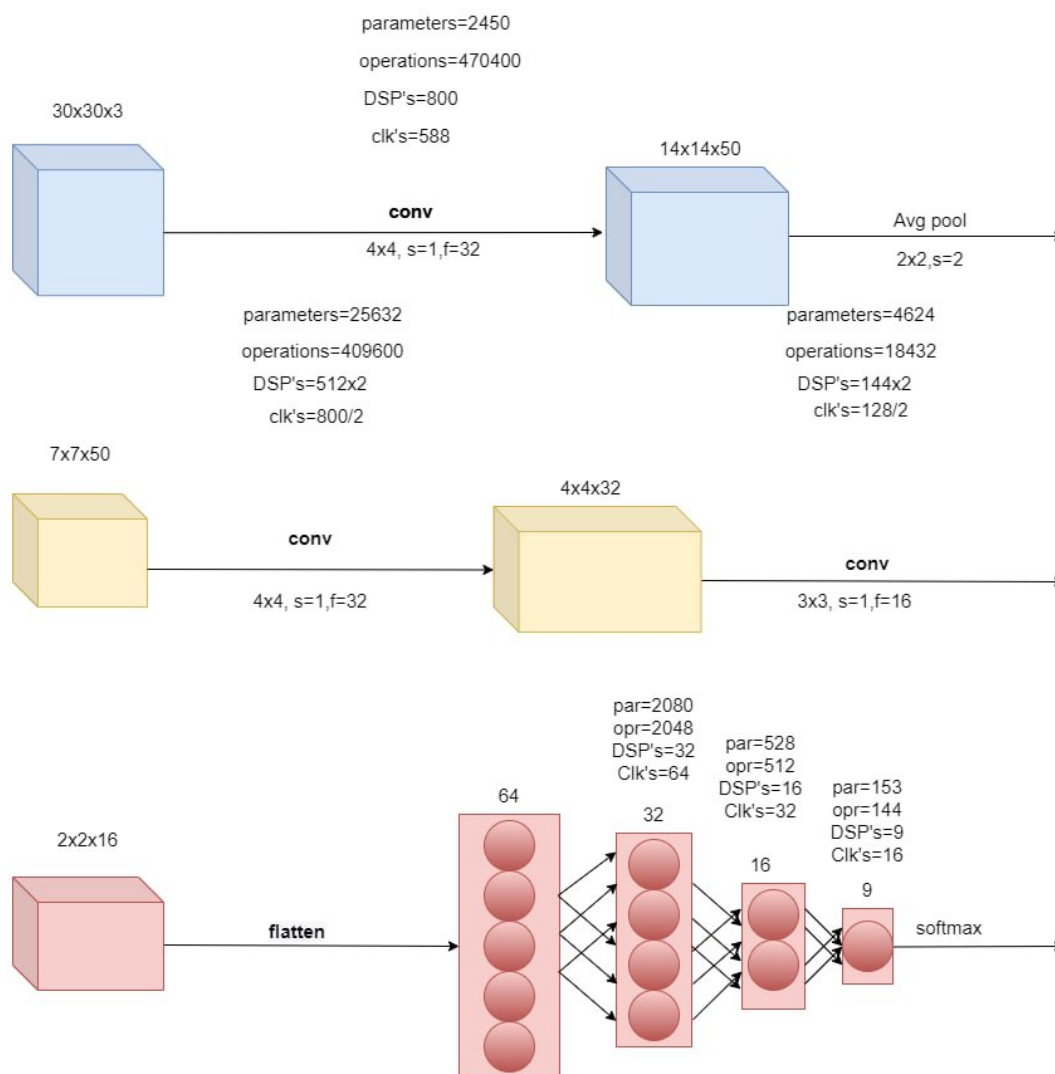 parameters=2450
operations=470400
DSP's=800
clk's=588
30x30x3
14x14x50
conv
4x4, s=1,f=32
Avg pool
2x2,s=2
parameters=25632
operations=409600
DSP's=512x2
clk's=800/2
parameters=4624
operations=18432
DSP's=144x2
clk's=128/2
7x7x50
4x4x32
conv
4x4, s=1,f=32
conv
3x3, s=1,f=16
par=2080
opr=2048
DSP's=32
Clk's=64
par=528
opr=512
DSP's=16
Clk's=32
par=153
opr=144
DSP's=9
Clk's=16
2x2x16
64
32
16
9
flatten
softmax